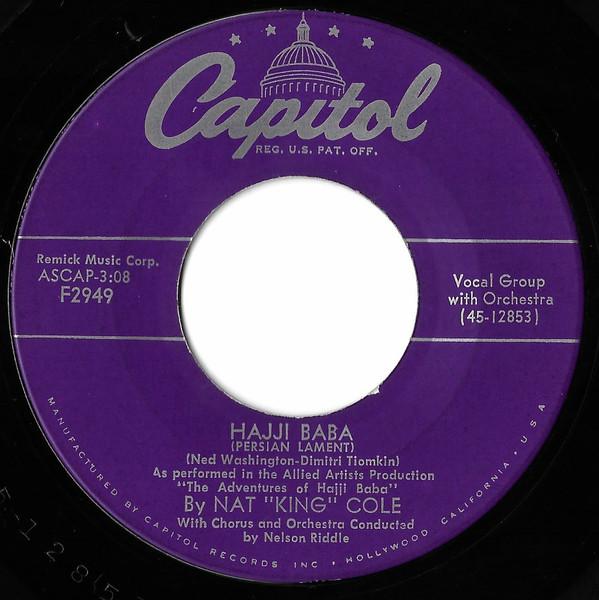 Capitol
REG. U.S. PAT. OFF.
Remick Music Corp.
ASCAP-3:08
F2949
Vocal Group
with Orchestra
(45-12853)
HAJJI BABA
(PERSIAN LAMENT)
(Ned Washington-Dimitri Tiomkin)
As performed in the Allied Artists Production
"The Adventures of Hajji Baba"
By NAT "KING" COLE
With Chorus and Orchestra Conducted
by Nelson Riddle
MANUFACTURED BY CAPITOL RECORDS INC • HOLLYWOOD, CALIFORNIA • USA